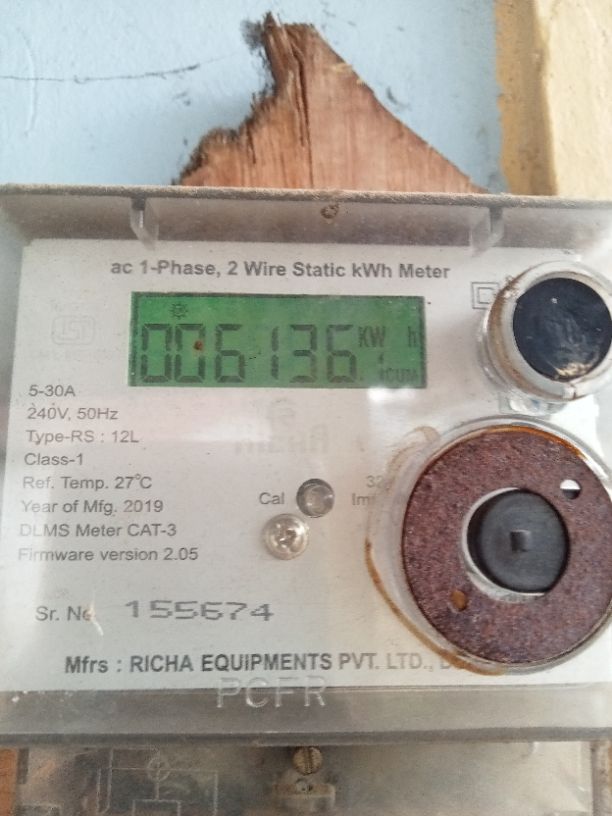 ac 1-Phase, 2 Wire Static kWh Meter
006136. KW h
CUM
5-30A
240V, 50Hz
Type-RS : 12L
Class-1
Ref. Temp. 27°C
Year of Mfg. 2019
Cal
DLMS Meter CAT-3
Firmware version 2.05
Sr. No 155674
Mfrs : RICHA EQUIPMENTS PVT. LTD.,
PCFR